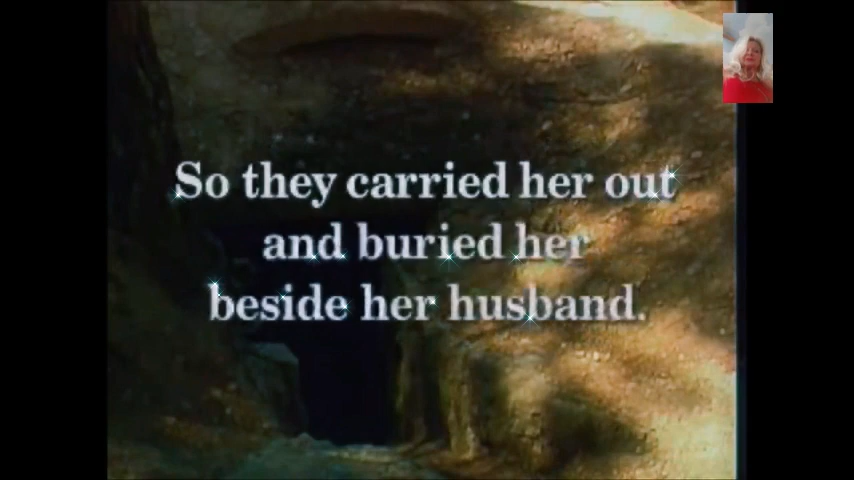 So they carried her out
and buried her
beside her husband.